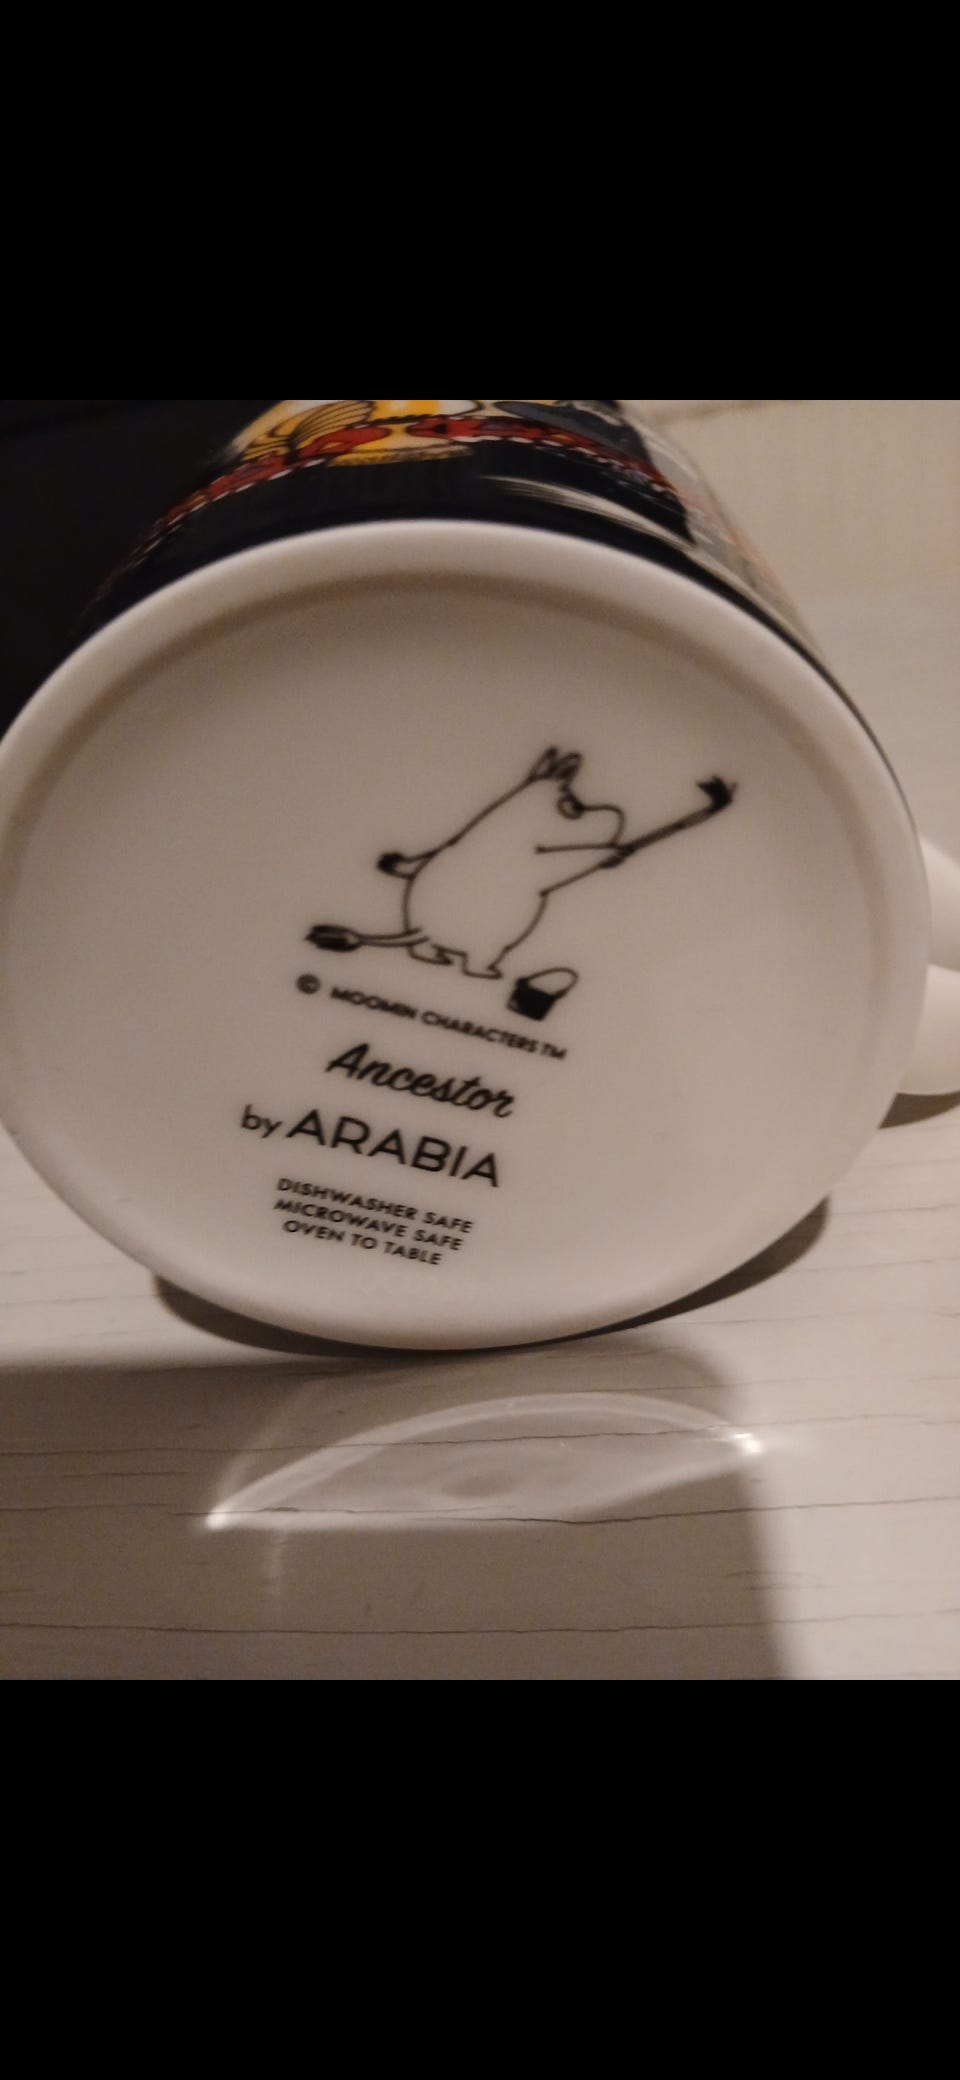 © MOOMIN CHARACTERS™
Ancestor
by ARABIA
DISHWASHER SAFE
MICROWAVE SAFE
OVEN TO TABLE